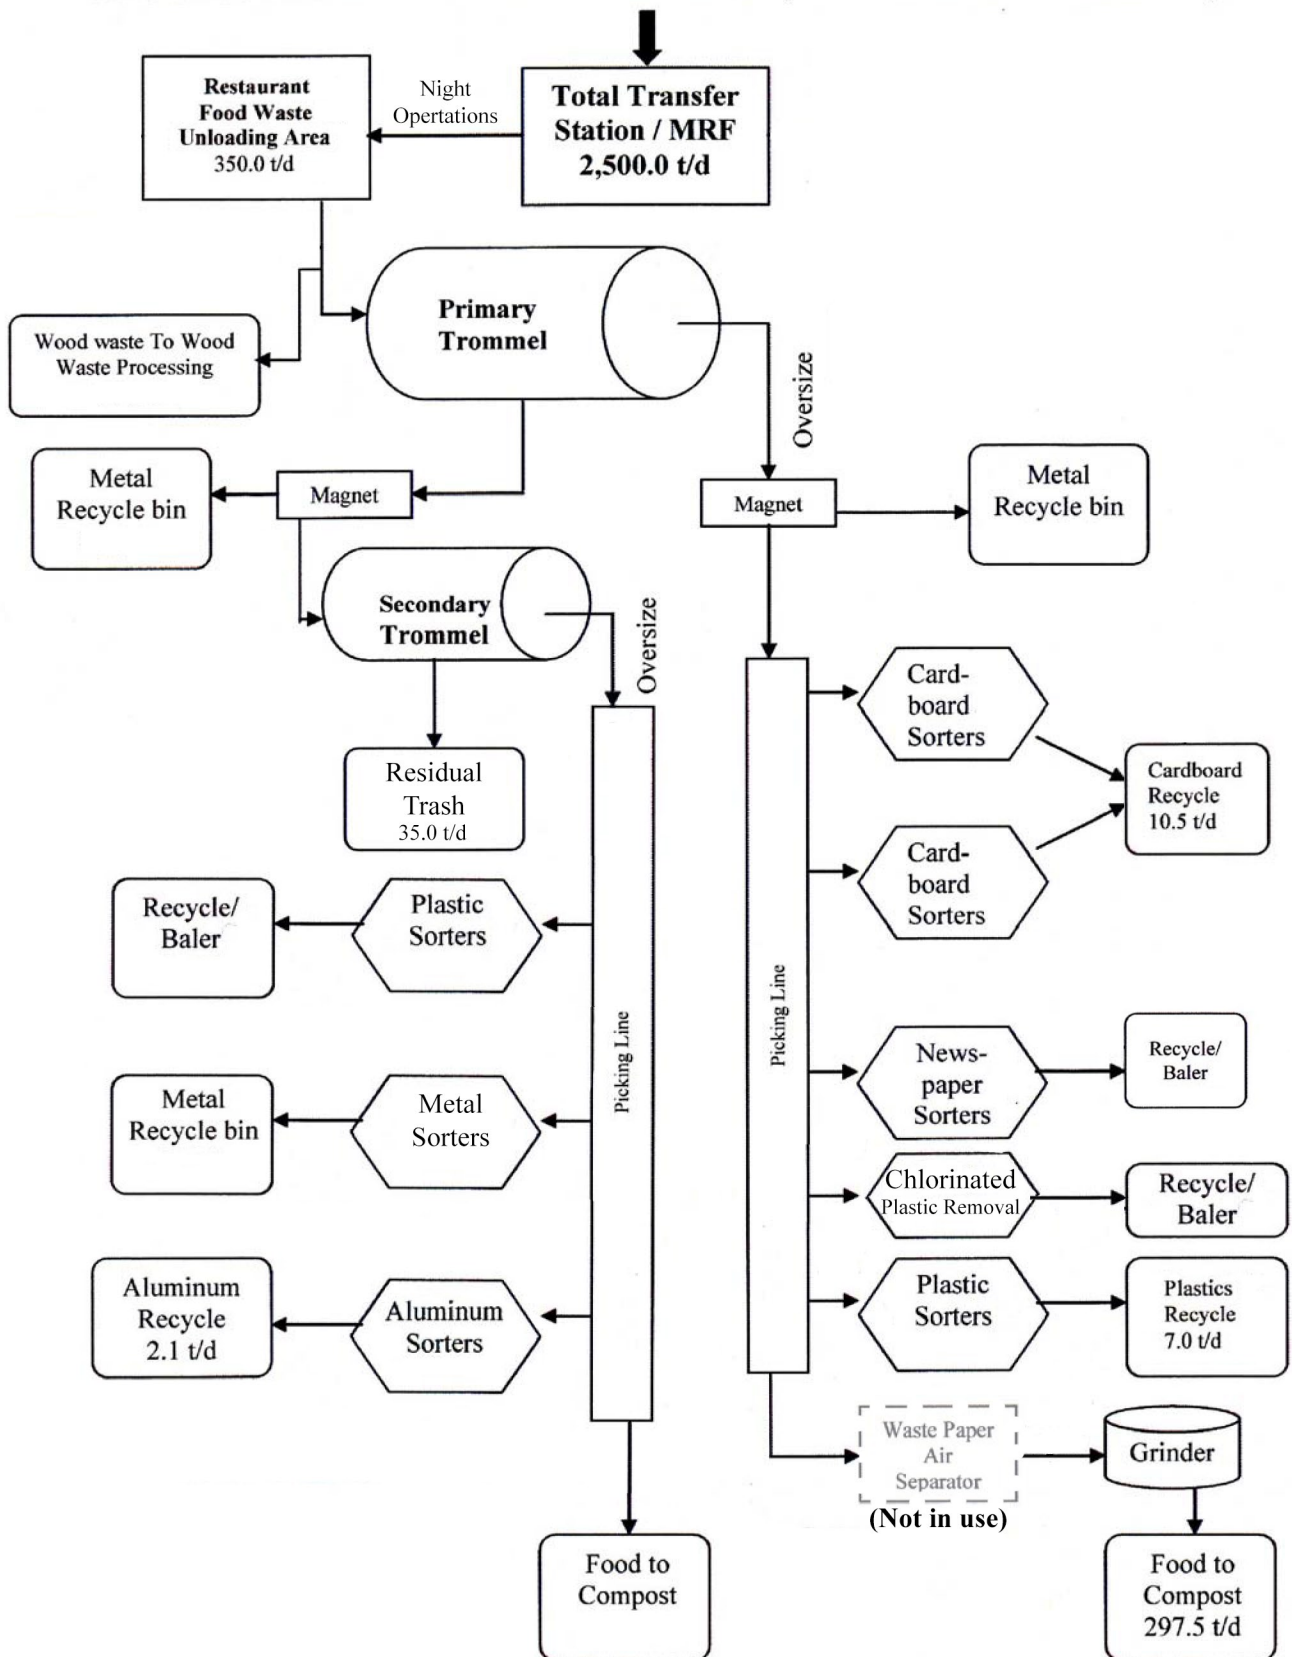 Restaurant
Food Waste
Unloading Area
350.0 t/d
Night
Opertations
Total Transfer
Station / MRF
2,500.0 t/d
Primary
Trommel
Wood waste To Wood
Waste Processing
Oversize
Metal
Recycle bin
Magnet
Magnet
Metal
Recycle bin
Secondary
Trommel
Oversize
Residual
Trash
35.0 t/d
Card-
board
Sorters
Cardboard
Recycle
10.5 t/d
Card-
board
Sorters
Recycle/
Baler
Plastic
Sorters
Picking Line
Picking Line
News-
paper
Sorters
Recycle/
Baler
Metal
Recycle bin
Metal
Sorters
Chlorinated
Plastic Removal
Recycle/
Baler
Aluminum
Recycle
2.1 t/d
Aluminum
Sorters
Plastic
Sorters
Plastics
Recycle
7.0 t/d
Waste Paper
Air
Separator
(Not in use)
Grinder
Food to
Compost
Food to
Compost
297.5 t/d